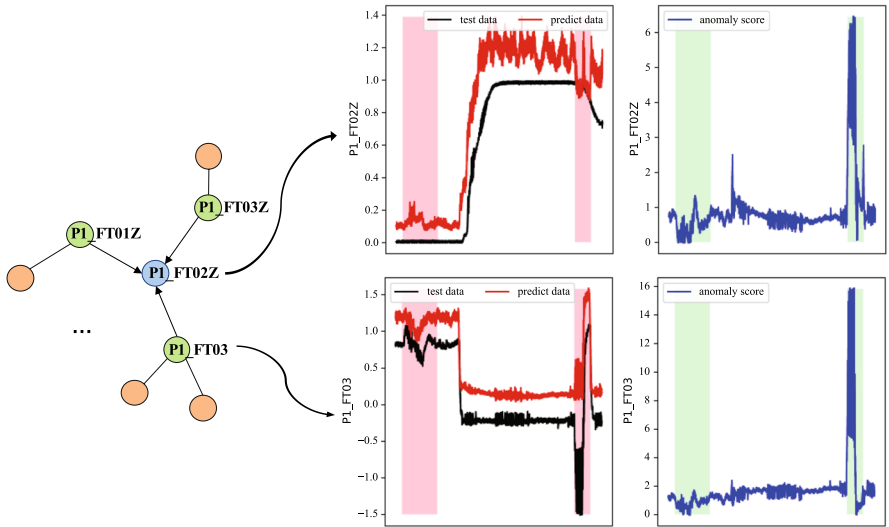 P1_FT03Z
P1_FT01Z
P1_FT02Z
...
P1_FT03
test data
predict data
P1_FT02Z
1.4
1.2
1.0
0.8
0.6
0.4
0.2
0.0
anomaly score
P1_FT02Z
6
5
4
3
2
1
0
test data
predict data
P1_FT03
1.5
1.0
0.5
0.0
−0.5
−1.0
−1.5
anomaly score
P1_FT03
16
14
12
10
8
6
4
2
0